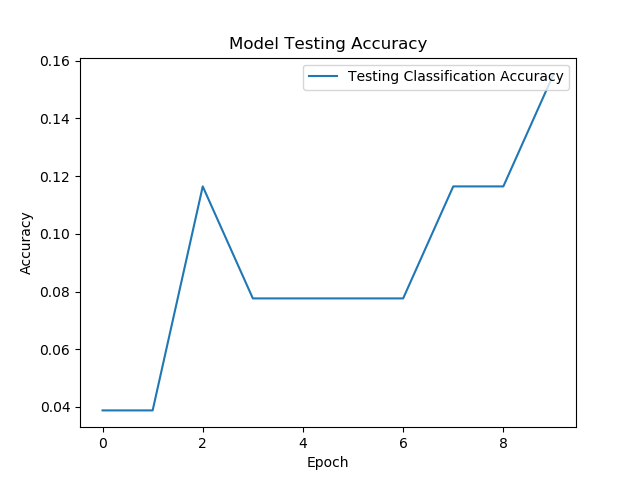 Model Testing Accuracy
Testing Classification Accuracy
0.16
0.14
0.12
0.10
0.08
0.06
0.04
Accuracy
0 2 4 6 8
Epoch